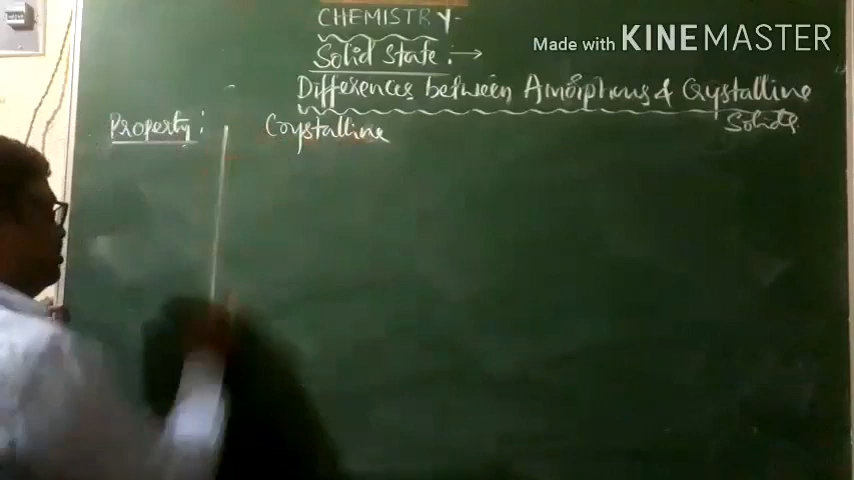 CHEMISTRY-
Solid State :→
Made with KINEMASTER
Differences between Amorphous & Crystalline
Solids.
Property :
Crystalline